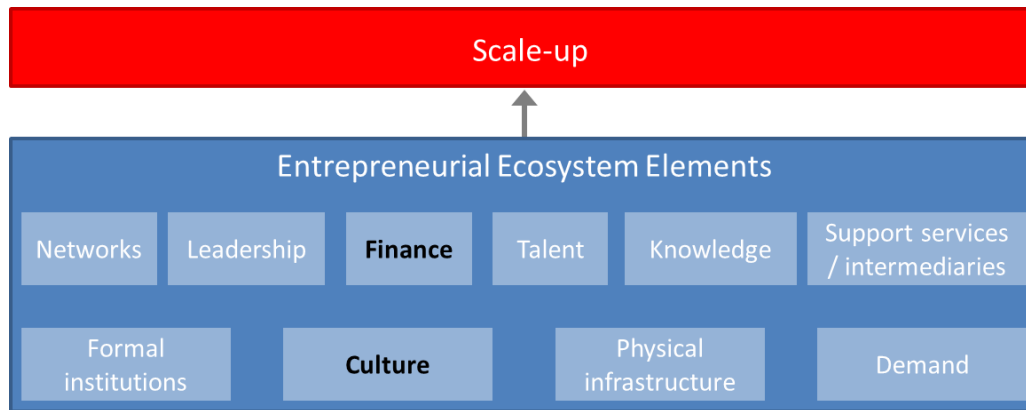 Scale-up
Entrepreneurial Ecosystem Elements
Networks
Leadership
Finance
Talent
Knowledge
Support services
/ intermediaries
Formal
institutions
Culture
Physical
infrastructure
Demand